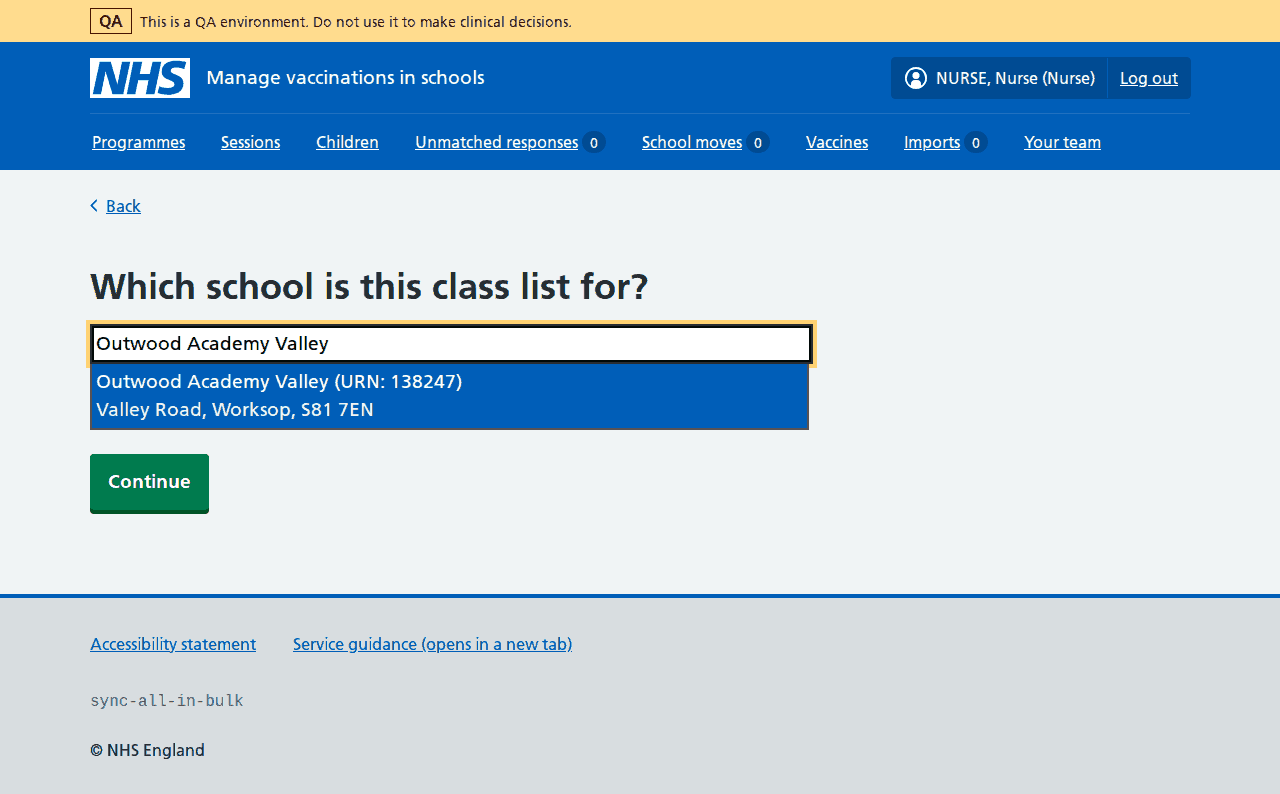 QA This is a QA environment. Do not use it to make clinical decisions.
NHS Manage vaccinations in schools NURSE, Nurse (Nurse) Log out
Programmes Sessions Children Unmatched responses 0 School moves 0 Vaccines Imports 0 Your team
Back
Which school is this class list for?
Outwood Academy Valley
Outwood Academy Valley (URN: 138247)
Valley Road, Worksop, S81 7EN
Continue
Accessibility statement Service guidance (opens in a new tab)
sync-all-in-bulk
© NHS England